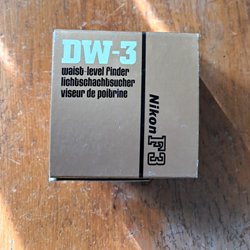 DW-3
waist-level finder
lichtschachtsucher
viseur de poitrine
Nikon F3